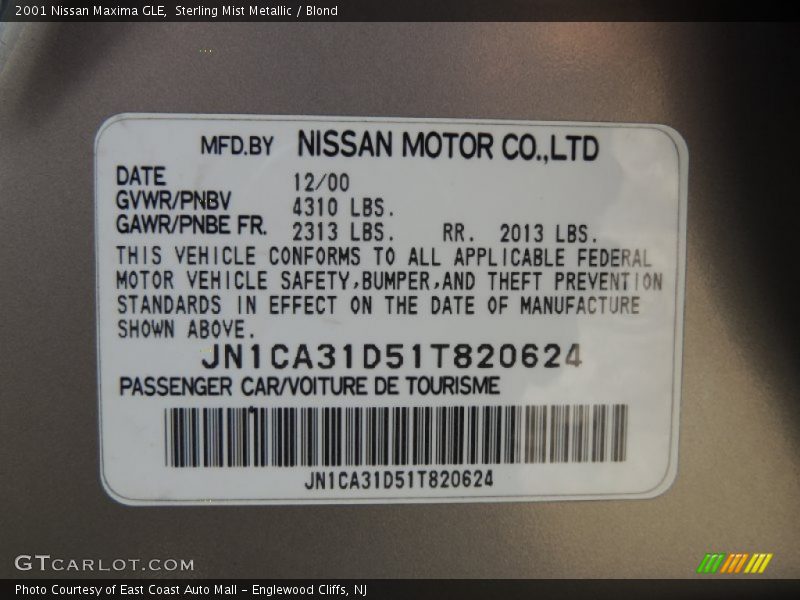 2001 Nissan Maxima GLE, Sterling Mist Metallic / Blond
MFD.BY NISSAN MOTOR CO.,LTD
DATE 12/00
GVWR/PNBV 4310 LBS.
GAWR/PNBE FR. 2313 LBS. RR. 2013 LBS.
THIS VEHICLE CONFORMS TO ALL APPLICABLE FEDERAL
MOTOR VEHICLE SAFETY,BUMPER,AND THEFT PREVENTION
STANDARDS IN EFFECT ON THE DATE OF MANUFACTURE
SHOWN ABOVE.
JN1CA31D51T820624
PASSENGER CAR/VOITURE DE TOURISME
JN1CA31D51T820624
GTCARLOT.COM
Photo Courtesy of East Coast Auto Mall - Englewood Cliffs, NJ